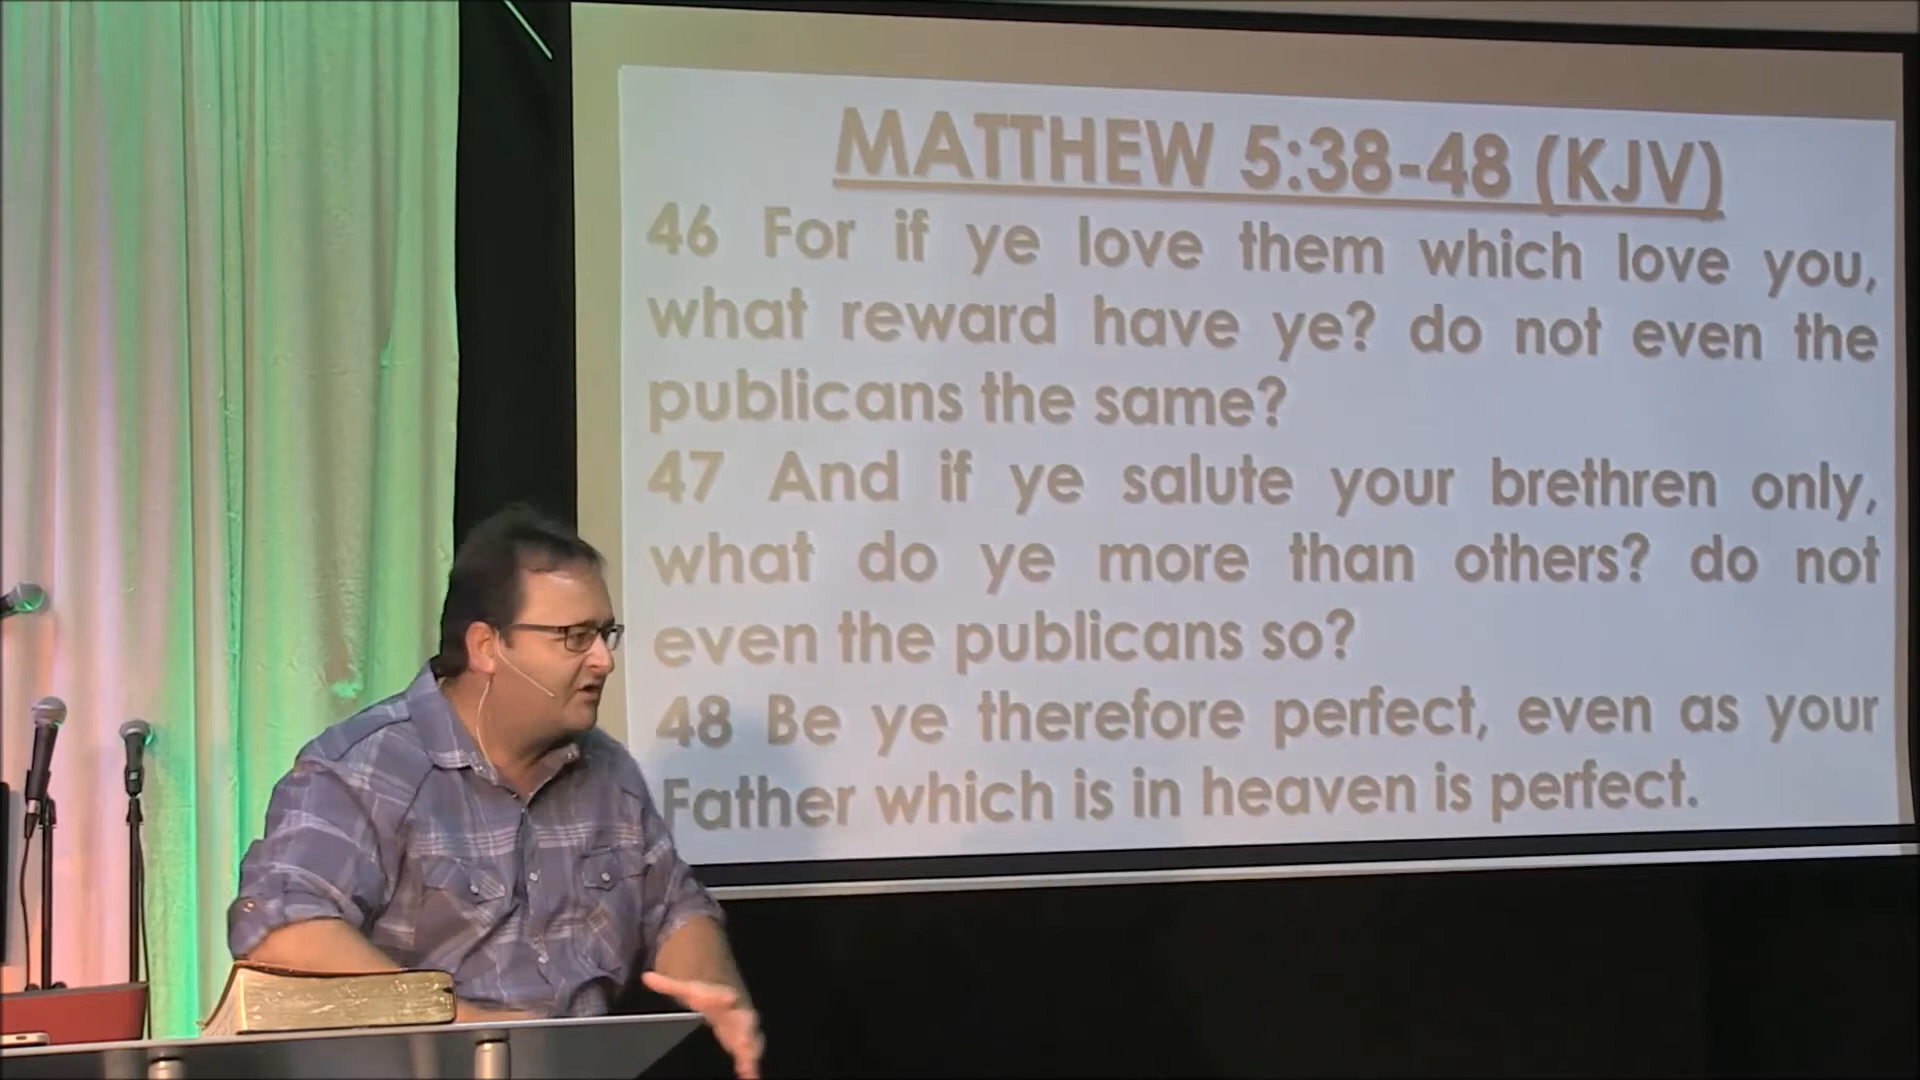 MATTHEW 5:38-48 (KJV)
46 For if ye love them which love you,
what reward have ye? do not even the
publicans the same?
47 And if ye salute your brethren only,
what do ye more than others? do not
even the publicans so?
48 Be ye therefore perfect, even as your
Father which is in heaven is perfect.